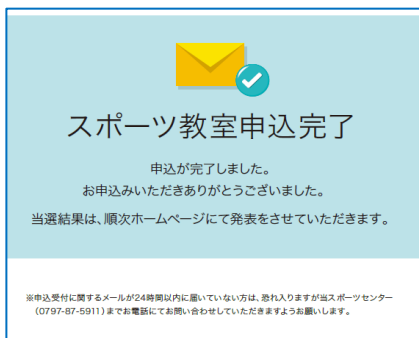 スポーツ教室申込完了
申込が完了しました。
お申込みいただきありがとうございました。
当選結果は、順次ホームページにて発表をさせていただきます。
※申込受付に関するメールが24時間以内に届いていない方は、恐れ入りますが当スポーツセンター
（0797-87-5911）までお電話にてお問い合わせしていただきますようお願いします。